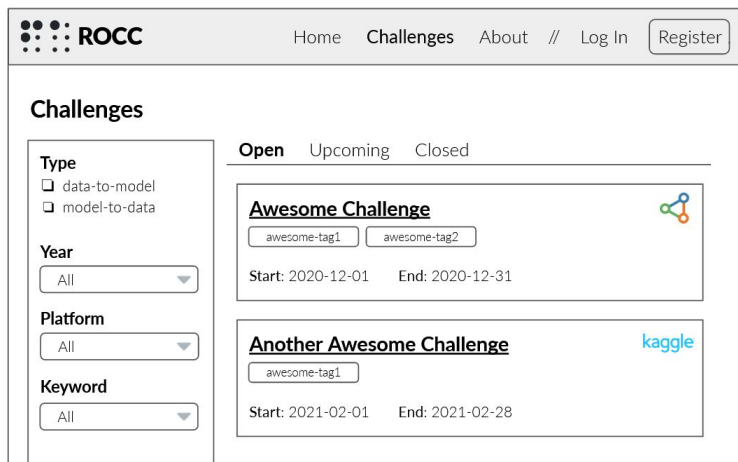 ROCC Home Challenges About // Log In Register
Challenges
Type
data-to-model
model-to-data
Year
All
Platform
All
Keyword
All
Open Upcoming Closed
Awesome Challenge
awesome-tag1 awesome-tag2
Start: 2020-12-01 End: 2020-12-31
Another Awesome Challenge kaggle
awesome-tag1
Start: 2021-02-01 End: 2021-02-28